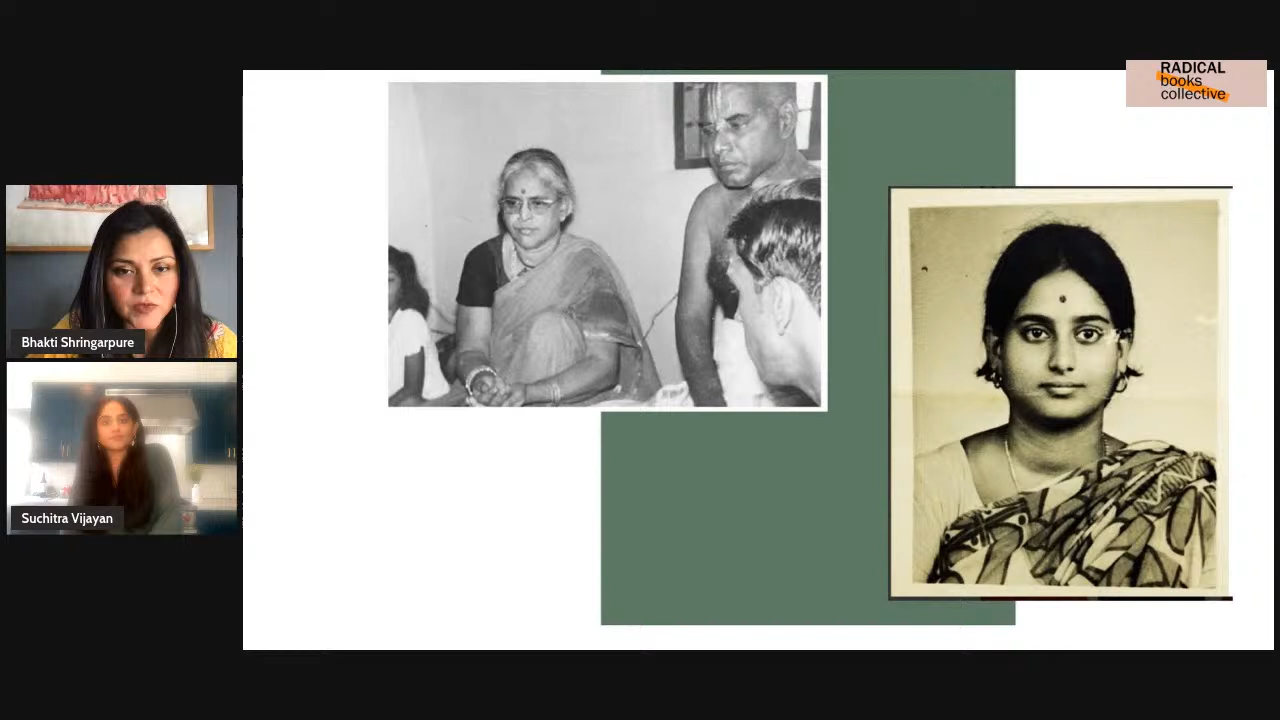 RADICAL
books
collective
Bhakti Shringarpure
Suchitra Vijayan